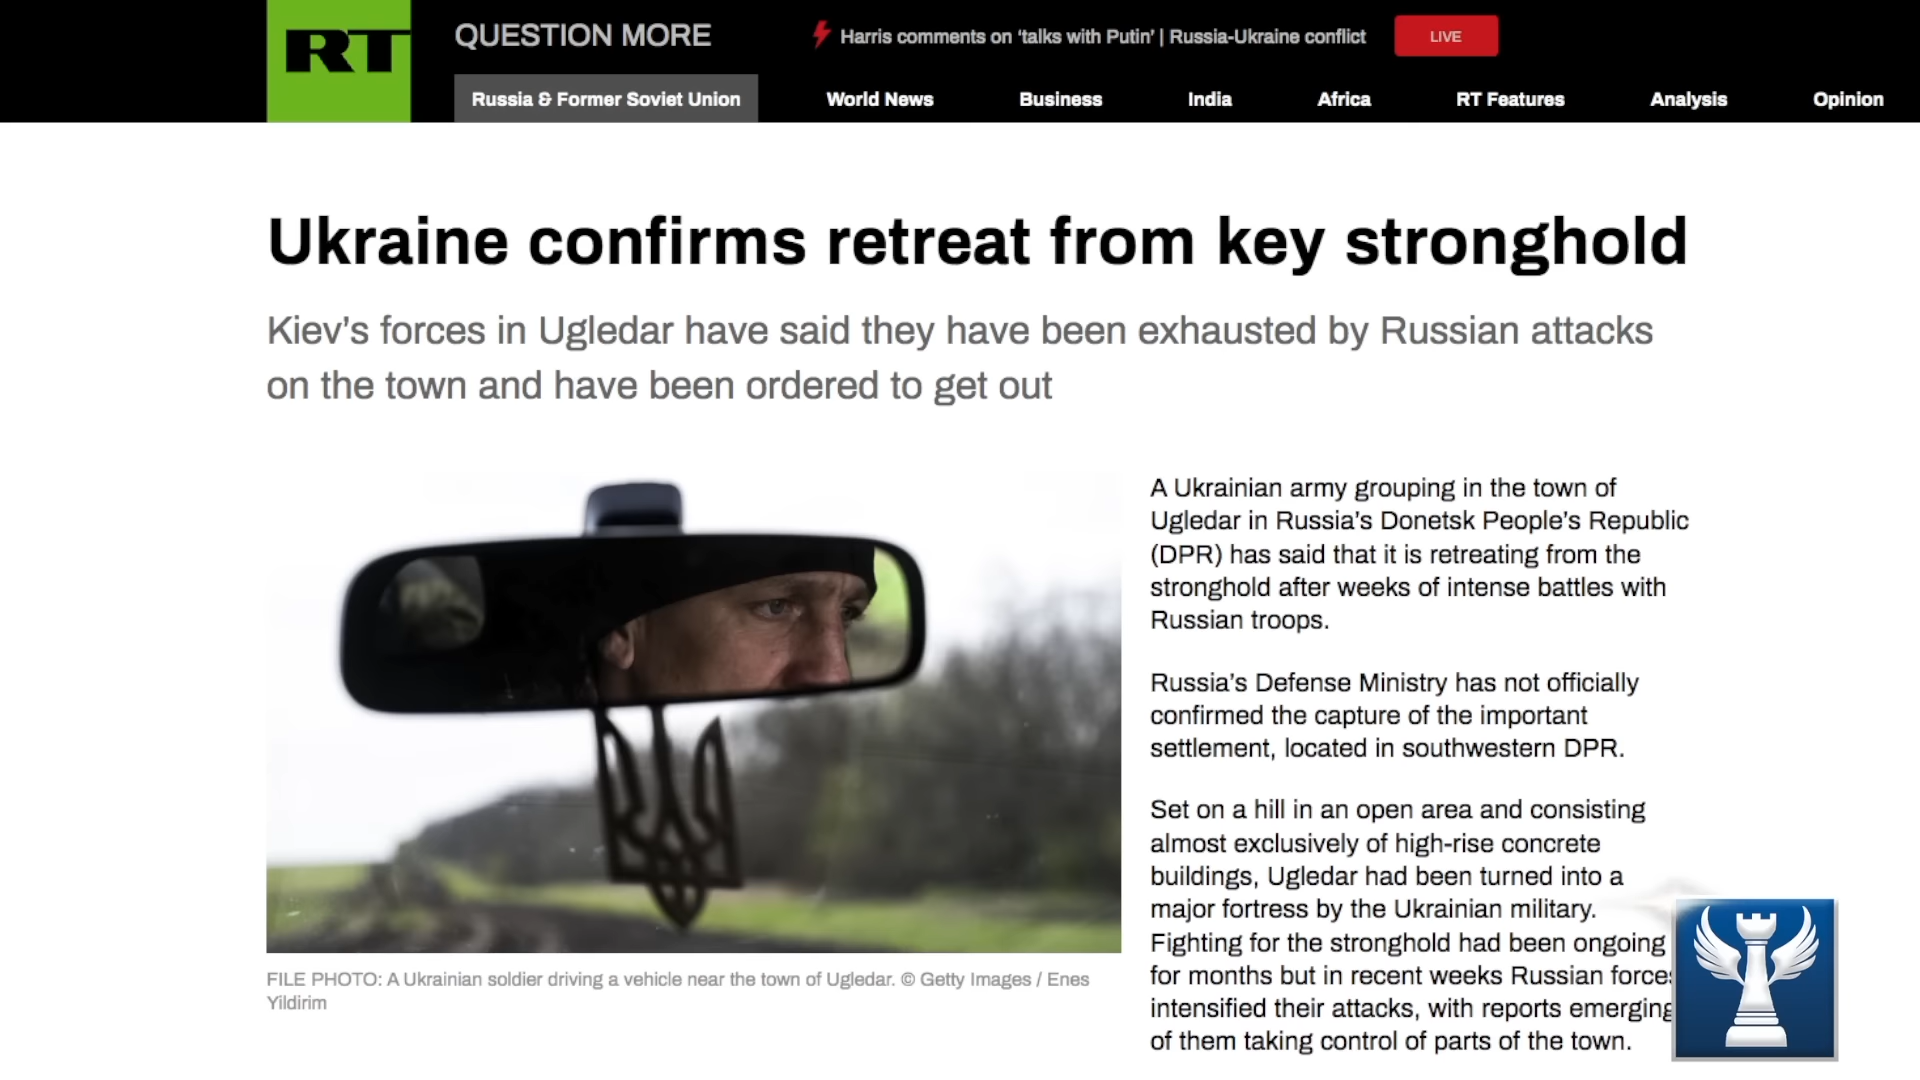 RT
QUESTION MORE
Harris comments on ‘talks with Putin’ | Russia-Ukraine conflict
LIVE
Russia & Former Soviet Union
World News
Business
India
Africa
RT Features
Analysis
Opinion
Ukraine confirms retreat from key stronghold
Kiev’s forces in Ugledar have said they have been exhausted by Russian attacks
on the town and have been ordered to get out
FILE PHOTO: A Ukrainian soldier driving a vehicle near the town of Ugledar. © Getty Images / Enes
Yildirim
A Ukrainian army grouping in the town of
Ugledar in Russia’s Donetsk People’s Republic
(DPR) has said that it is retreating from the
stronghold after weeks of intense battles with
Russian troops.
Russia’s Defense Ministry has not officially
confirmed the capture of the important
settlement, located in southwestern DPR.
Set on a hill in an open area and consisting
almost exclusively of high-rise concrete
buildings, Ugledar had been turned into a
major fortress by the Ukrainian military.
Fighting for the stronghold had been ongoing
for months but in recent weeks Russian forces
intensified their attacks, with reports emerging
of them taking control of parts of the town.